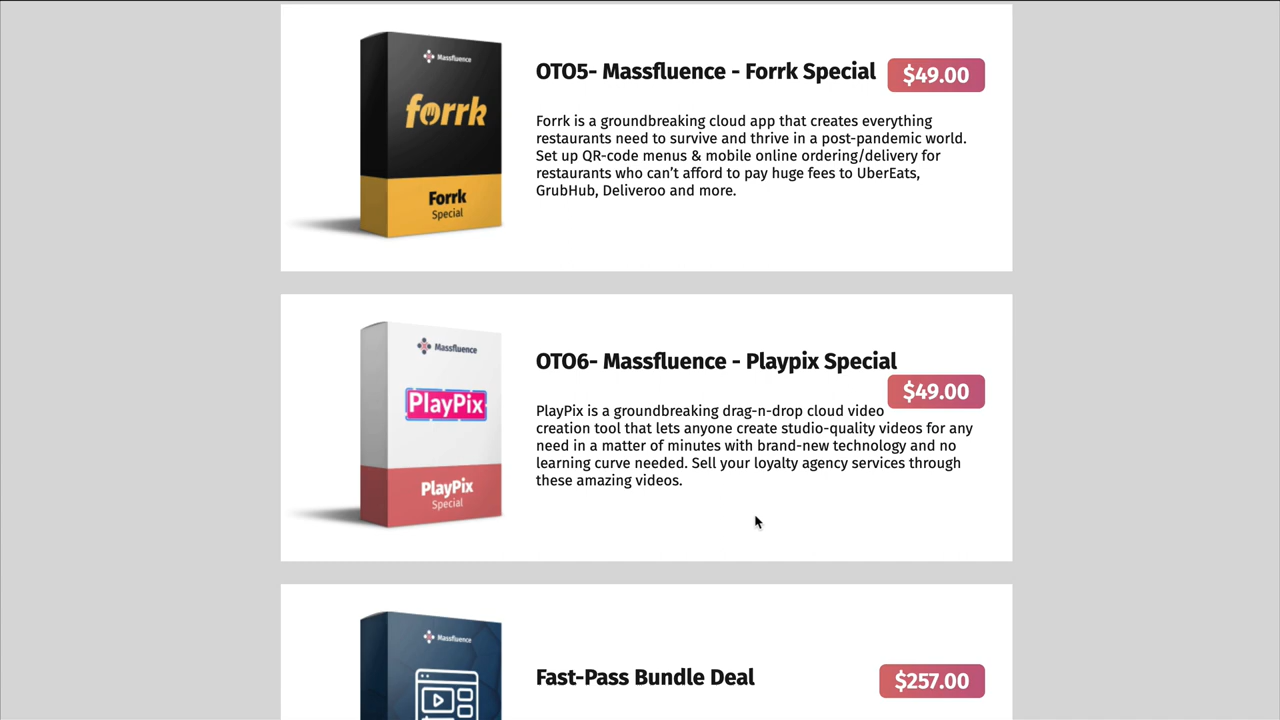 Massfluence
forrk
Forrk
Special
OTO5- Massfluence - Forrk Special
$49.00
Forrk is a groundbreaking cloud app that creates everything
restaurants need to survive and thrive in a post-pandemic world.
Set up QR-code menus & mobile online ordering/delivery for
restaurants who can’t afford to pay huge fees to UberEats,
GrubHub, Deliveroo and more.
Massfluence
PlayPix
PlayPix
Special
OTO6- Massfluence - Playpix Special
$49.00
PlayPix is a groundbreaking drag-n-drop cloud video
creation tool that lets anyone create studio-quality videos for any
need in a matter of minutes with brand-new technology and no
learning curve needed. Sell your loyalty agency services through
these amazing videos.
Massfluence
Fast-Pass Bundle Deal
$257.00